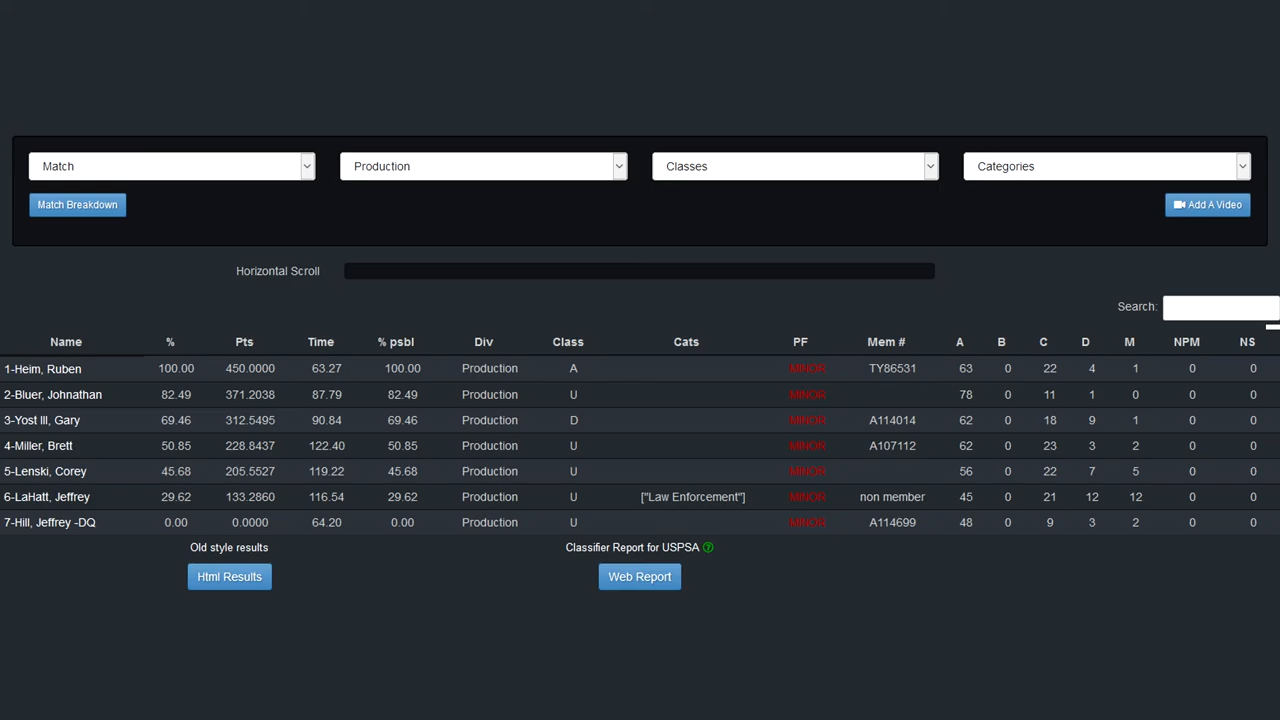 Match Production Classes Categories
Match Breakdown Add A Video
Horizontal Scroll
Search:
Name % Pts Time % psbl Div Class Cats PF Mem # A B C D M NPM NS
1-Heim, Ruben 100.00 450.0000 63.27 100.00 Production A MINOR TY86531 63 0 22 4 1 0 0
2-Bluer, Johnathan 82.49 371.2038 87.79 82.49 Production U MINOR 78 0 11 1 0 0 0
3-Yost III, Gary 69.46 312.5495 90.84 69.46 Production D MINOR A114014 62 0 18 9 1 0 0
4-Miller, Brett 50.85 228.8437 122.40 50.85 Production U MINOR A107112 62 0 23 3 2 0 0
5-Lenski, Corey 45.68 205.5527 119.22 45.68 Production U MINOR 56 0 22 7 5 0 0
6-LaHatt, Jeffrey 29.62 133.2860 116.54 29.62 Production U ["Law Enforcement"] MINOR non member 45 0 21 12 12 0 0
7-Hill, Jeffrey -DQ 0.00 0.0000 64.20 0.00 Production U MINOR A114699 48 0 9 3 2 0 0
Old style results Classifier Report for USPSA ?
Html Results Web Report